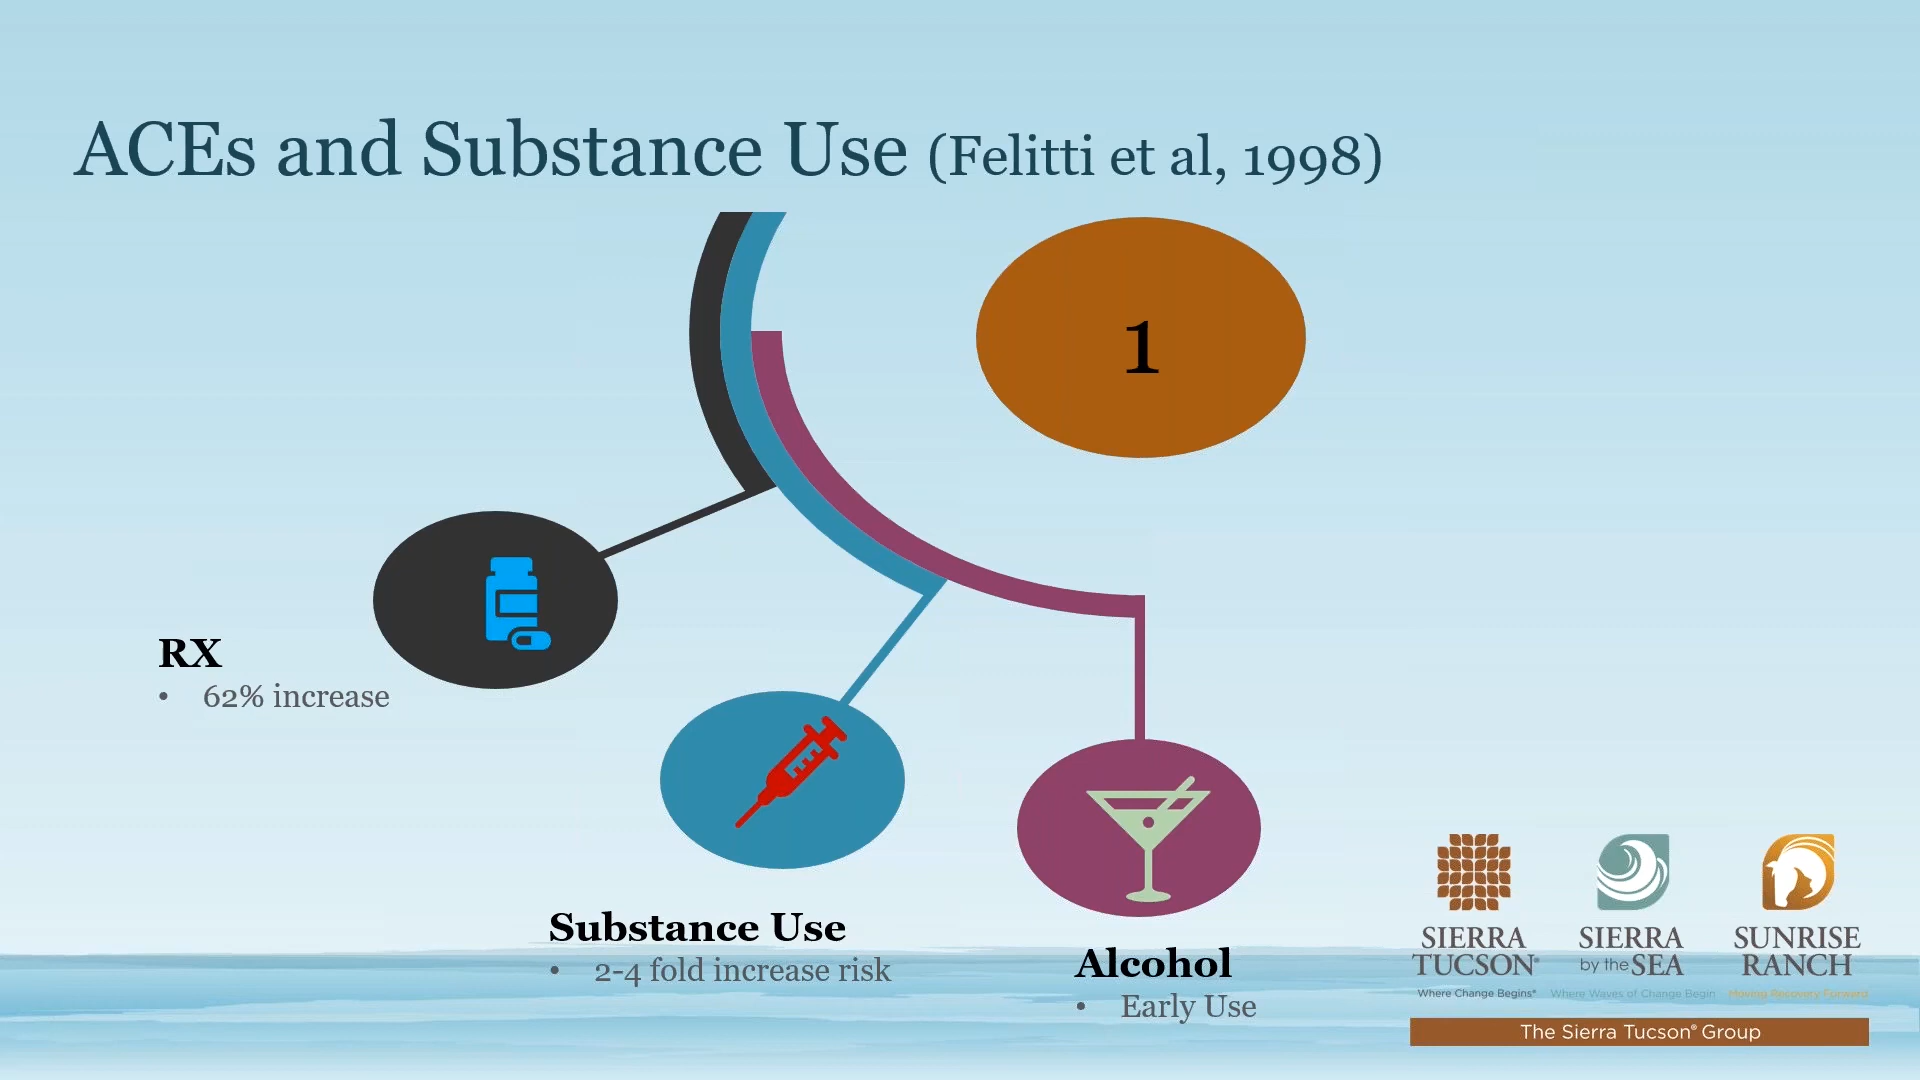 ACEs and Substance Use (Felitti et al, 1998)
1
RX
• 62% increase
Substance Use
• 2-4 fold increase risk
Alcohol
• Early Use
SIERRA
TUCSON®
Where Change Begins®
SIERRA
by the SEA
Where Waves of Change Begin
SUNRISE
RANCH
Moving Recovery Forward
The Sierra Tucson® Group